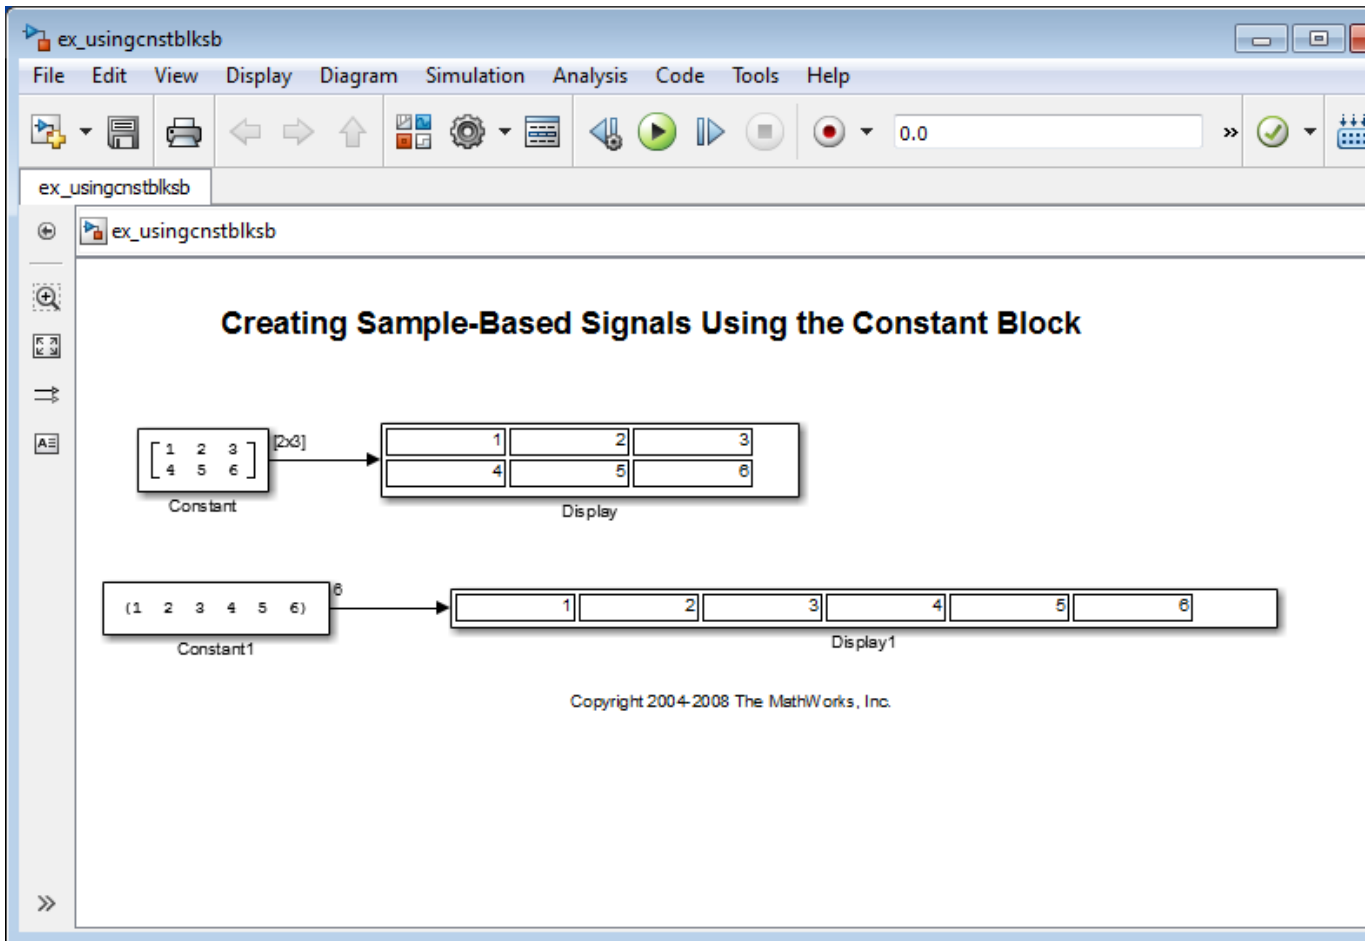 ex_usingcnstblksb
File Edit View Display Diagram Simulation Analysis Code Tools Help
0.0 »
ex_usingcnstblksb
ex_usingcnstblksb
Creating Sample-Based Signals Using the Constant Block
1 2 3 [2x3] 1 2 3
4 5 6 4 5 6
Constant Display
6
(1 2 3 4 5 6) 1 2 3 4 5 6
Constant1 Display1
Copyright 2004-2008 The MathWorks, Inc.